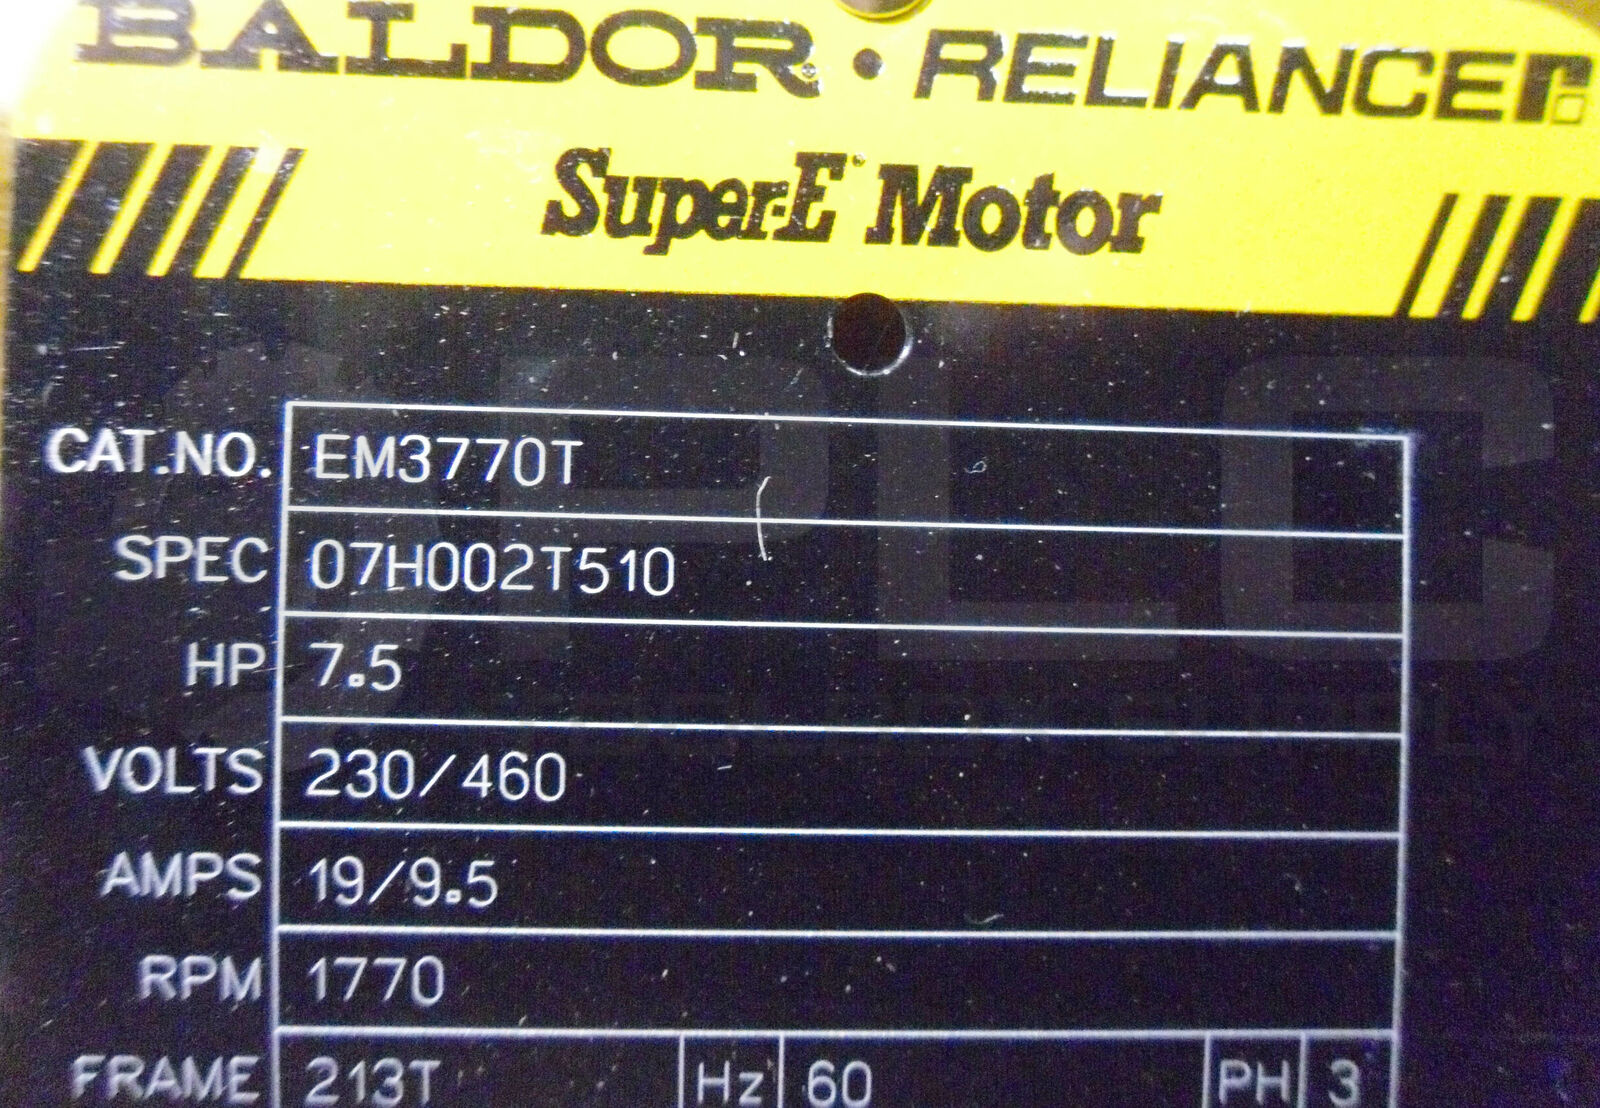 BALDOR • RELIANCE
Super-E Motor
CAT.NO. EM3770T
SPEC 07H002T510
HP 7.5
VOLTS 230/460
AMPS 19/9.5
RPM 1770
FRAME 213T Hz 60 PH 3
PLC